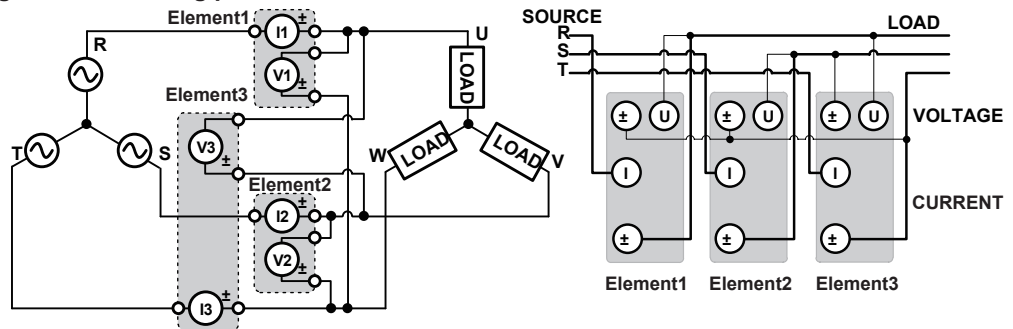 Element1
I1
±
V1
±
R
U
LOAD
Element3
V3
±
T
S
W
LOAD
LOAD
V
Element2
I2
±
V2
±
I3
±
SOURCE
R
S
T
LOAD
± U
± U
± U
VOLTAGE
I
I
I
CURRENT
±
±
±
Element1 Element2 Element3